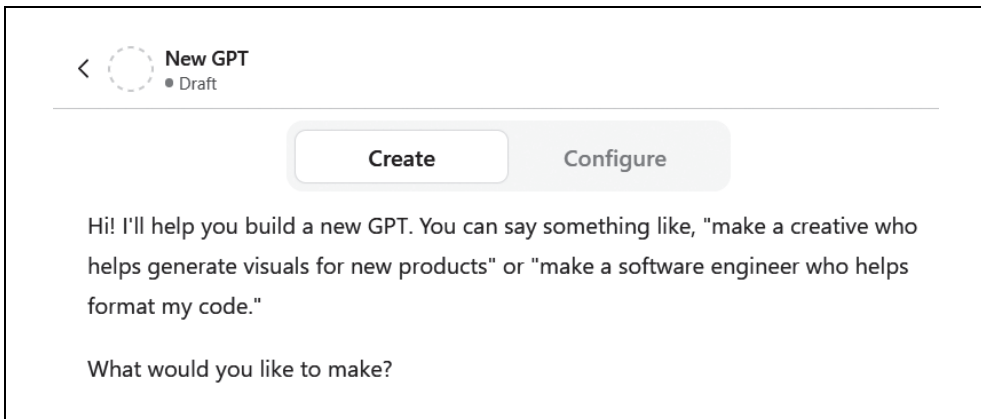 New GPT
Draft
Create
Configure
Hi! I'll help you build a new GPT. You can say something like, "make a creative who
helps generate visuals for new products" or "make a software engineer who helps
format my code."
What would you like to make?